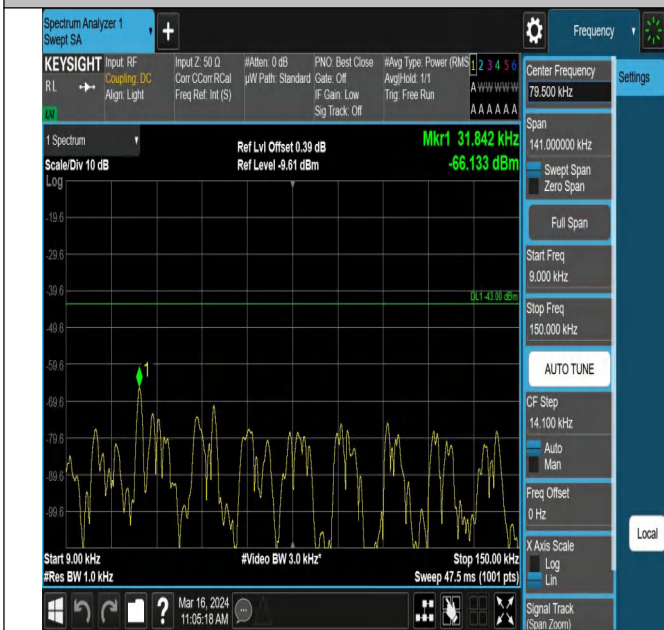 Spectrum Analyzer 1
Swept SA
Frequency
KEYSIGHT
RL
Input: RF
Coupling: DC
Align: Light
Input Z: 50 Ω
Corr CCorr RCal
Freq Ref: Int (S)
#Atten: 0 dB
µW Path: Standard
PNO: Best Close
Gate: Off
IF Gain: Low
Sig Track: Off
#Avg Type: Power (RMS
Avg|Hold: 1/1
Trig: Free Run
1 2 3 4 5 6
A W W W W W
A A A A A A
1 Spectrum
Scale/Div 10 dB
Log
Ref Lvl Offset 0.39 dB
Ref Level -9.61 dBm
Mkr1 31.842 kHz
-66.133 dBm
-19.6
-29.6
-39.6
DL1 -43.00 dBm
-49.6
-59.6
1
-69.6
-79.6
-89.6
-99.6
Start 9.00 kHz
#Res BW 1.0 kHz
#Video BW 3.0 kHz*
Stop 150.00 kHz
Sweep 47.5 ms (1001 pts)
Center Frequency
79.500 kHz
Settings
Span
141.000000 kHz
Swept Span
Zero Span
Full Span
Start Freq
9.000 kHz
Stop Freq
150.000 kHz
AUTO TUNE
CF Step
14.100 kHz
Auto
Man
Freq Offset
0 Hz
Local
X Axis Scale
Log
Lin
Signal Track
(Span Zoom)
?
Mar 16, 2024
11:05:18 AM